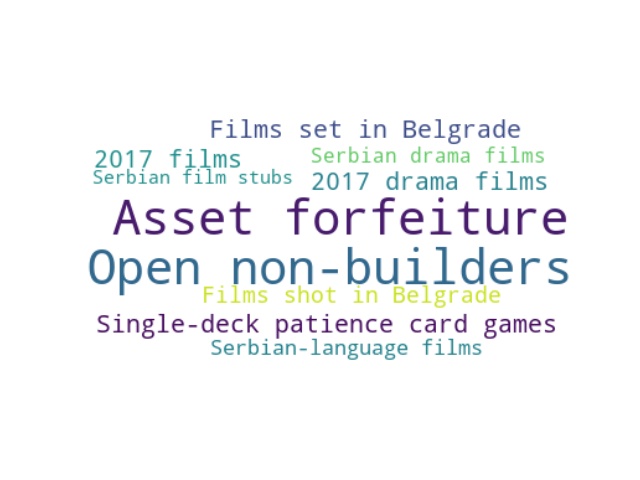 Films set in Belgrade
2017 films
Serbian drama films
Serbian film stubs
2017 drama films
Asset forfeiture
Open non-builders
Films shot in Belgrade
Single-deck patience card games
Serbian-language films